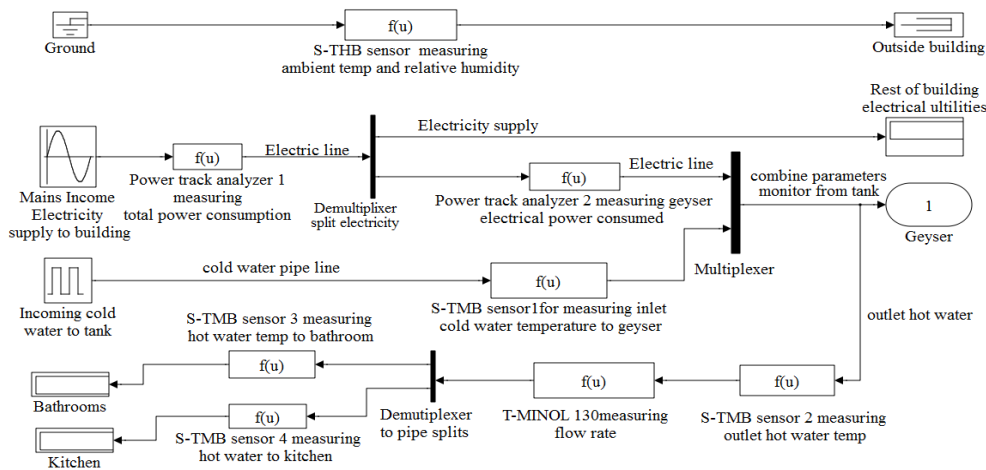 f(u)
Ground
S-THB sensor measuring
ambient temp and relative humidity
Outside building
Rest of building
electrical ultilities
Electricity supply
Electric line
f(u)
Mains Income
Electricity
supply to building
Power track analyzer 1
measuring
total power consumption
Demultiplixer
split electricity
f(u)
Electric line
Power track analyzer 2 measuring geyser
electrical power consumed
combine parameters
monitor from tank
1
Geyser
Multiplexer
cold water pipe line
f(u)
Incoming cold
water to tank
S-TMB sensor1for measuring inlet
cold water temperature to geyser
outlet hot water
S-TMB sensor 3 measuring
hot water temp to bathroom
f(u)
Bathrooms
f(u)
S-TMB sensor 4 measuring
hot water to kitchen
Kitchen
Demutiplexer
to pipe splits
f(u)
T-MINOL 130measuring
flow rate
f(u)
S-TMB sensor 2 measuring
outlet hot water temp